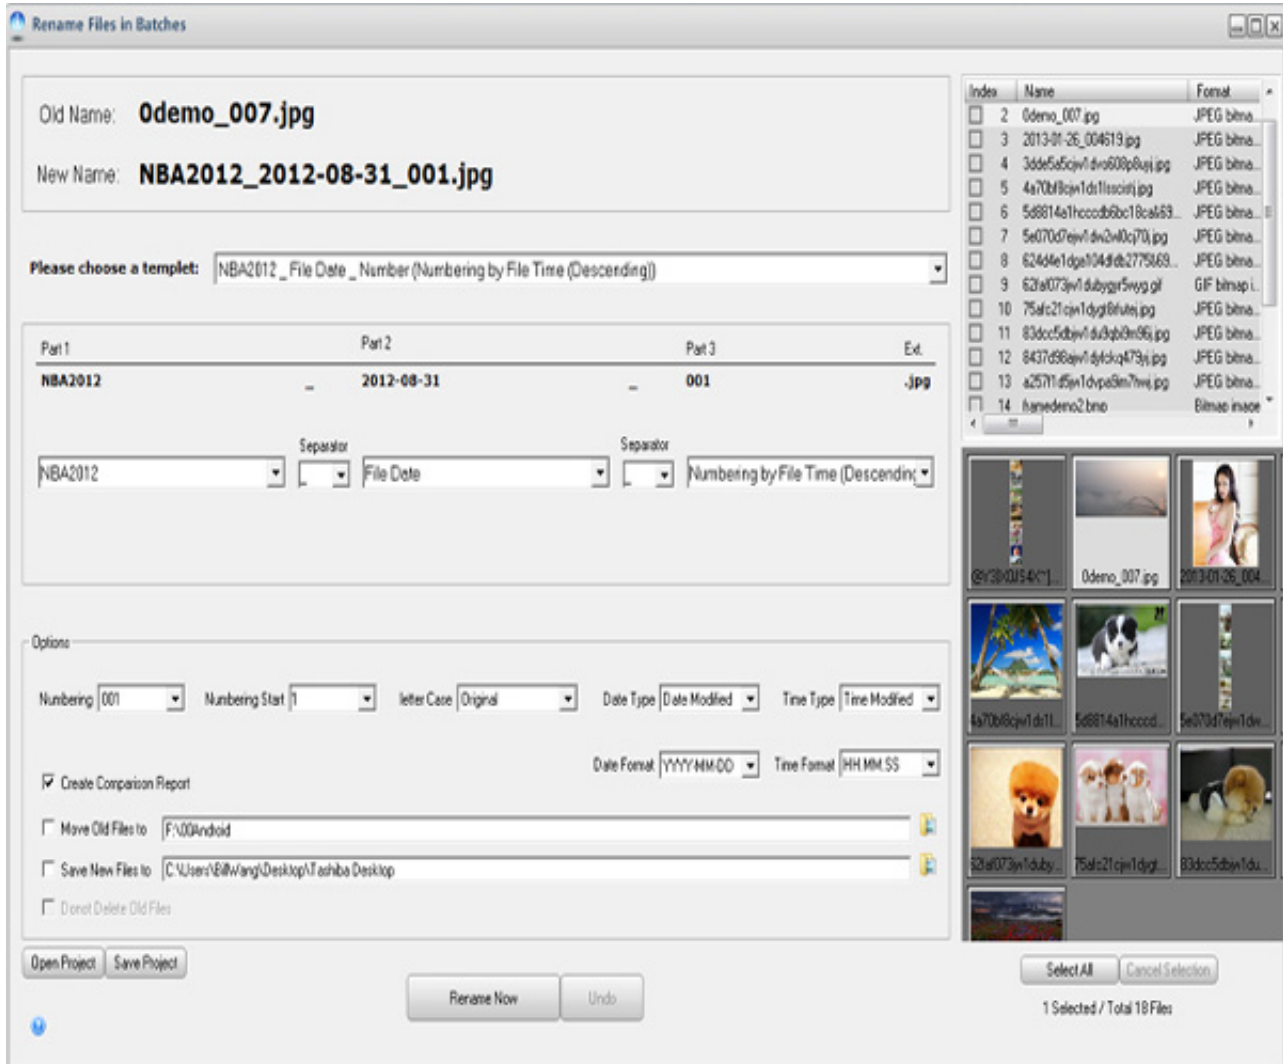 Rename Files in Batches
Old Name: 0demo_007.jpg
New Name: NBA2012_2012-08-31_001.jpg
Please choose a templet: NBA2012 _ File Date _ Number (Numbering by File Time (Descending))
Part 1 Part 2 Part 3 Ext.
NBA2012 _ 2012-08-31 _ 001 .jpg
Separator Separator
NBA2012 _ File Date _ Numbering by File Time (Descending
Options
Numbering 001 Numbering Start 1 letter Case Original Date Type Date Modified Time Type Time Modified
Date Format YYYY-MM-DD Time Format HH.MM.SS
Create Comparison Report
Move Old Files to F:\00Android
Save New Files to C:\Users\BillWang\Desktop\Tashiba Desktop
Donot Delete Old Files
Open Project Save Project
Rename Now Undo
Index Name Format
2 0demo_007.jpg JPEG bitma...
3 2013-01-26_004619.jpg JPEG bitma...
4 JPEG bitma...
5 JPEG bitma...
6 JPEG bitma...
7 JPEG bitma...
8 JPEG bitma...
9 GIF bitmap i...
10 JPEG bitma...
11 JPEG bitma...
12 JPEG bitma...
13 JPEG bitma...
14 framedemo2.bmp Bitmap image
0demo_007.jpg 2013-01-26_004...
5d8814a1hcccd... 5e070d7ejw1dw...
Select All Cancel Selection
1 Selected / Total 18 Files